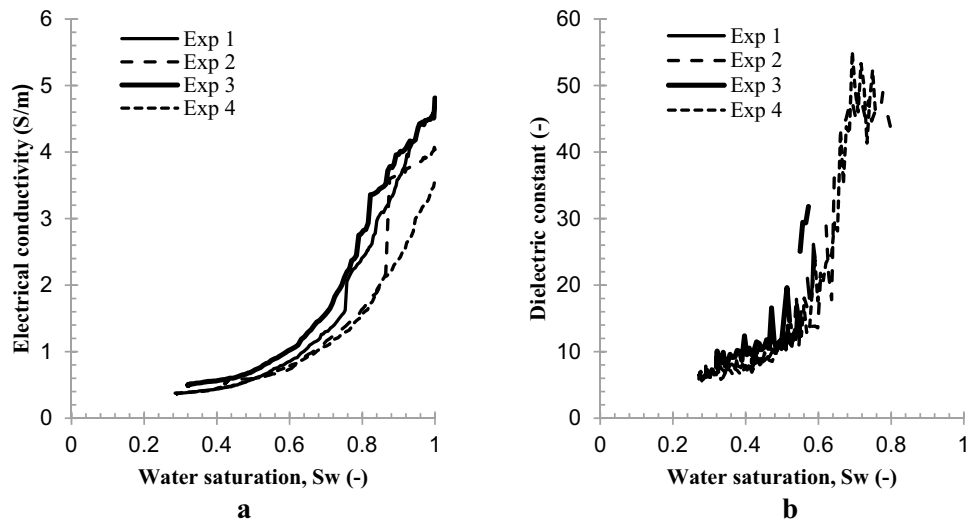 Electrical conductivity (S/m)
6
5
4
3
2
1
0
Exp 1
Exp 2
Exp 3
Exp 4
0 0.2 0.4 0.6 0.8 1
Water saturation, Sw (-)
a
Dielectric constant (-)
60
50
40
30
20
10
0
Exp 1
Exp 2
Exp 3
Exp 4
0 0.2 0.4 0.6 0.8 1
Water saturation, Sw (-)
b